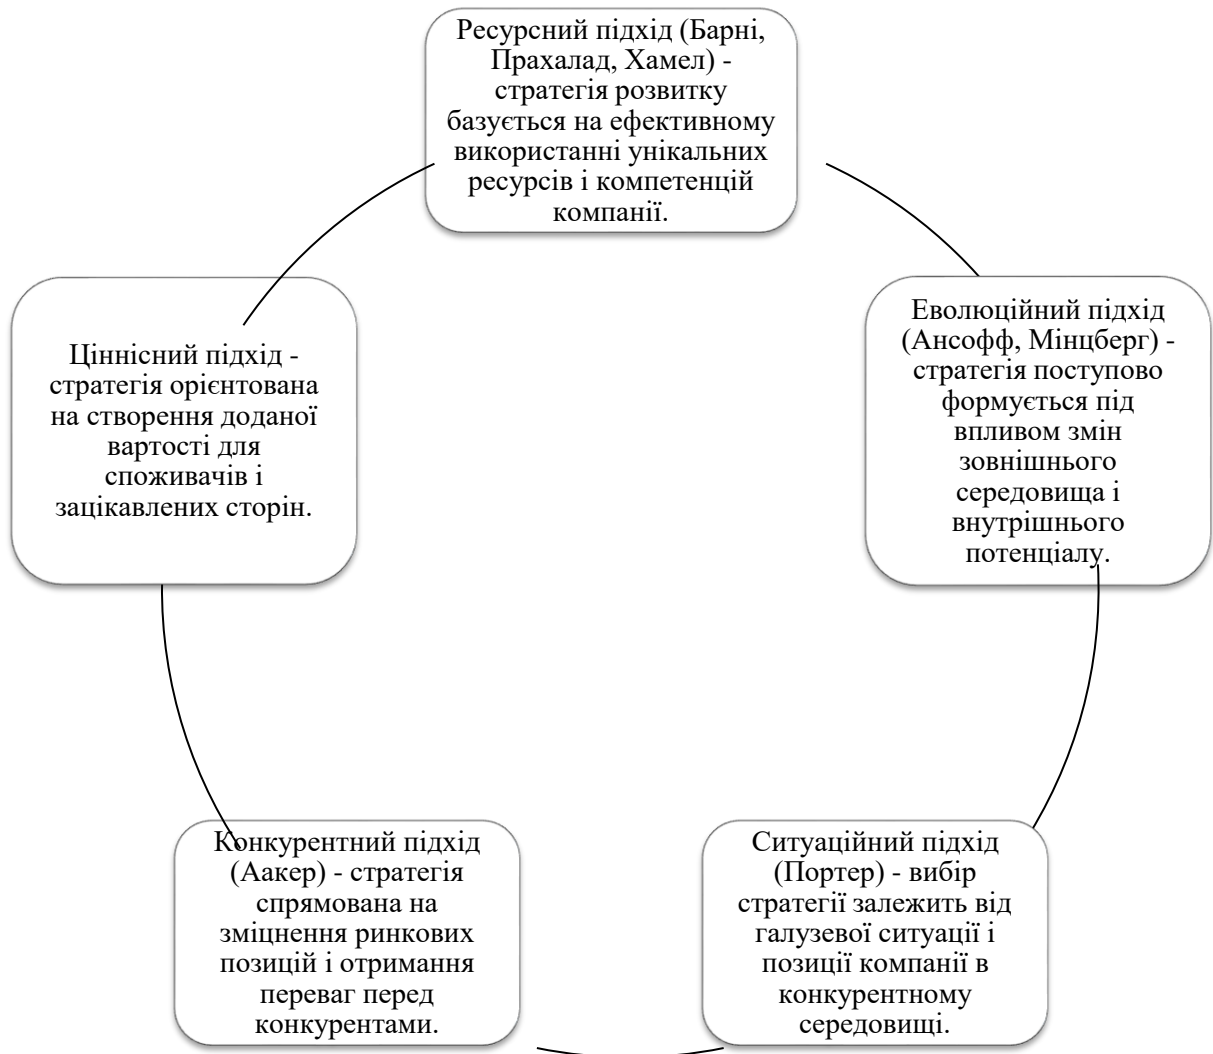 Ресурсний підхід (Барні,
Прахалад, Хамел) -
стратегія розвитку
базується на ефективному
використанні унікальних
ресурсів і компетенцій
компанії.
Еволюційний підхід
(Ансофф, Мінцберг) -
стратегія поступово
формується під
впливом змін
зовнішнього
середовища і
внутрішнього
потенціалу.
Ситуаційний підхід
(Портер) - вибір
стратегії залежить від
галузевої ситуації і
позиції компанії в
конкурентному
середовищі.
Конкурентний підхід
(Аакер) - стратегія
спрямована на
зміцнення ринкових
позицій і отримання
переваг перед
конкурентами.
Ціннісний підхід -
стратегія орієнтована
на створення доданої
вартості для
споживачів і
зацікавлених сторін.